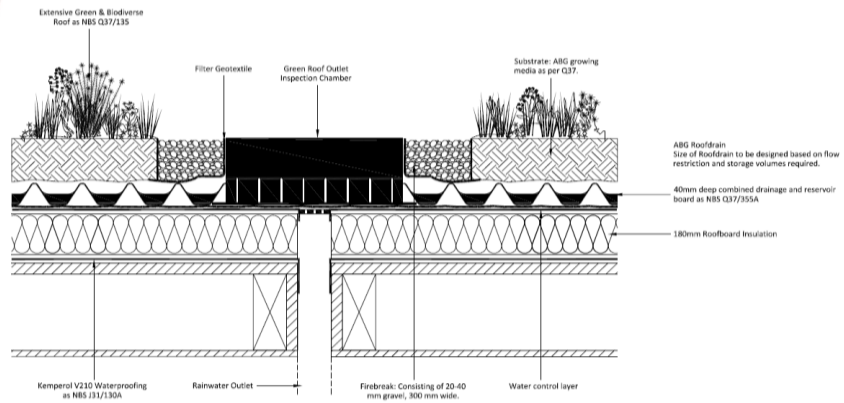 Extensive Green & Biodiverse
Roof as NBS Q37/135
Filter Geotextile
Green Roof Outlet
Inspection Chamber
Substrate: ABG growing
media as per Q37.
ABG Roofdrain
Size of Roofdrain to be designed based on flow
restriction and storage volumes required.
40mm deep combined drainage and reservoir
board as NBS Q37/355A
180mm Roofboard Insulation
Kemperol V210 Waterproofing
as NBS J31/130A
Rainwater Outlet
Firebreak: Consisting of 20-40
mm gravel, 300 mm wide.
Water control layer